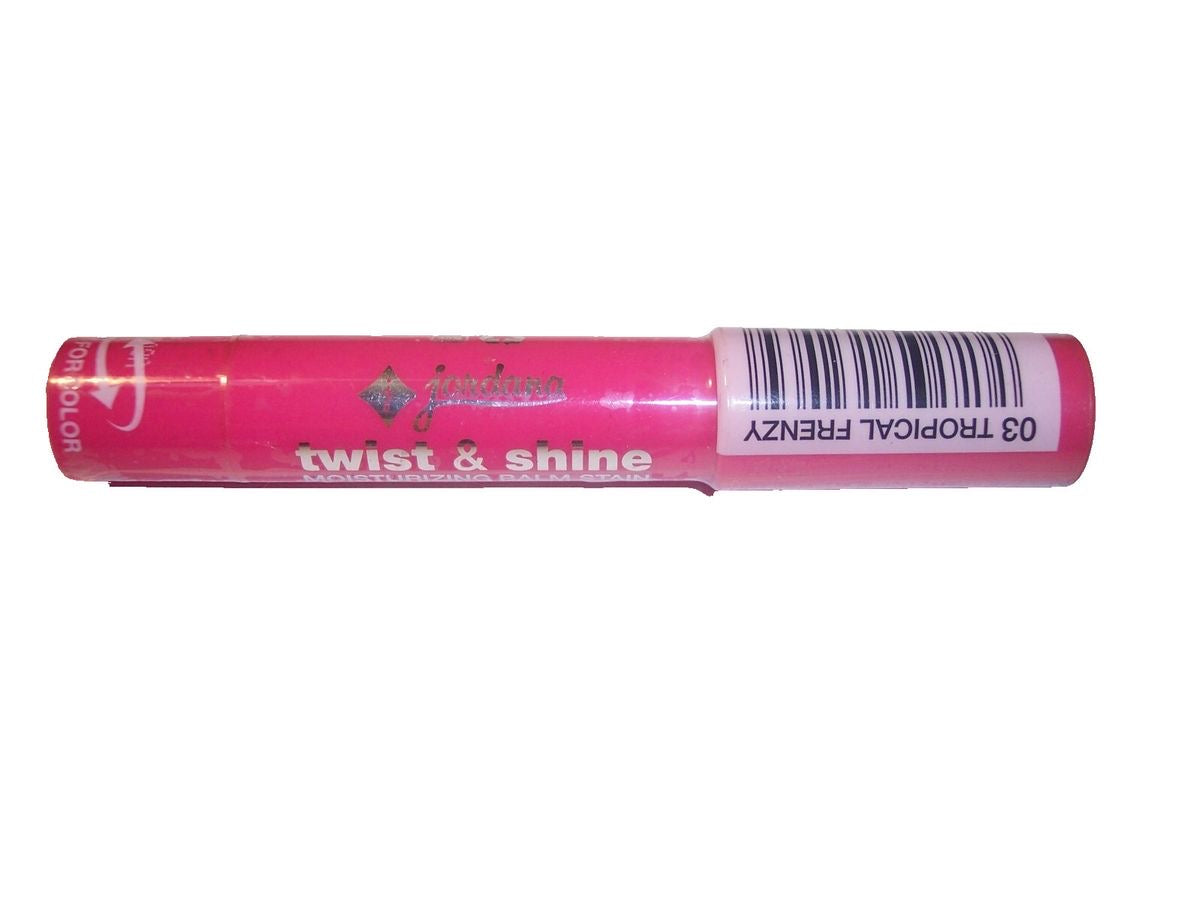 jordana
twist & shine
MOISTURIZING BALM STAIN
FOR COLOR
03 TROPICAL FRENZY